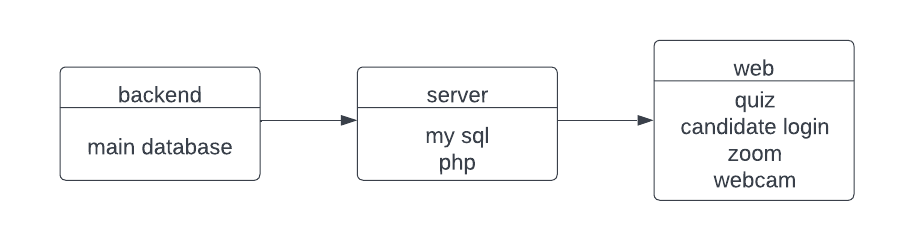 backend
main database
server
my sql
php
web
quiz
candidate login
zoom
webcam